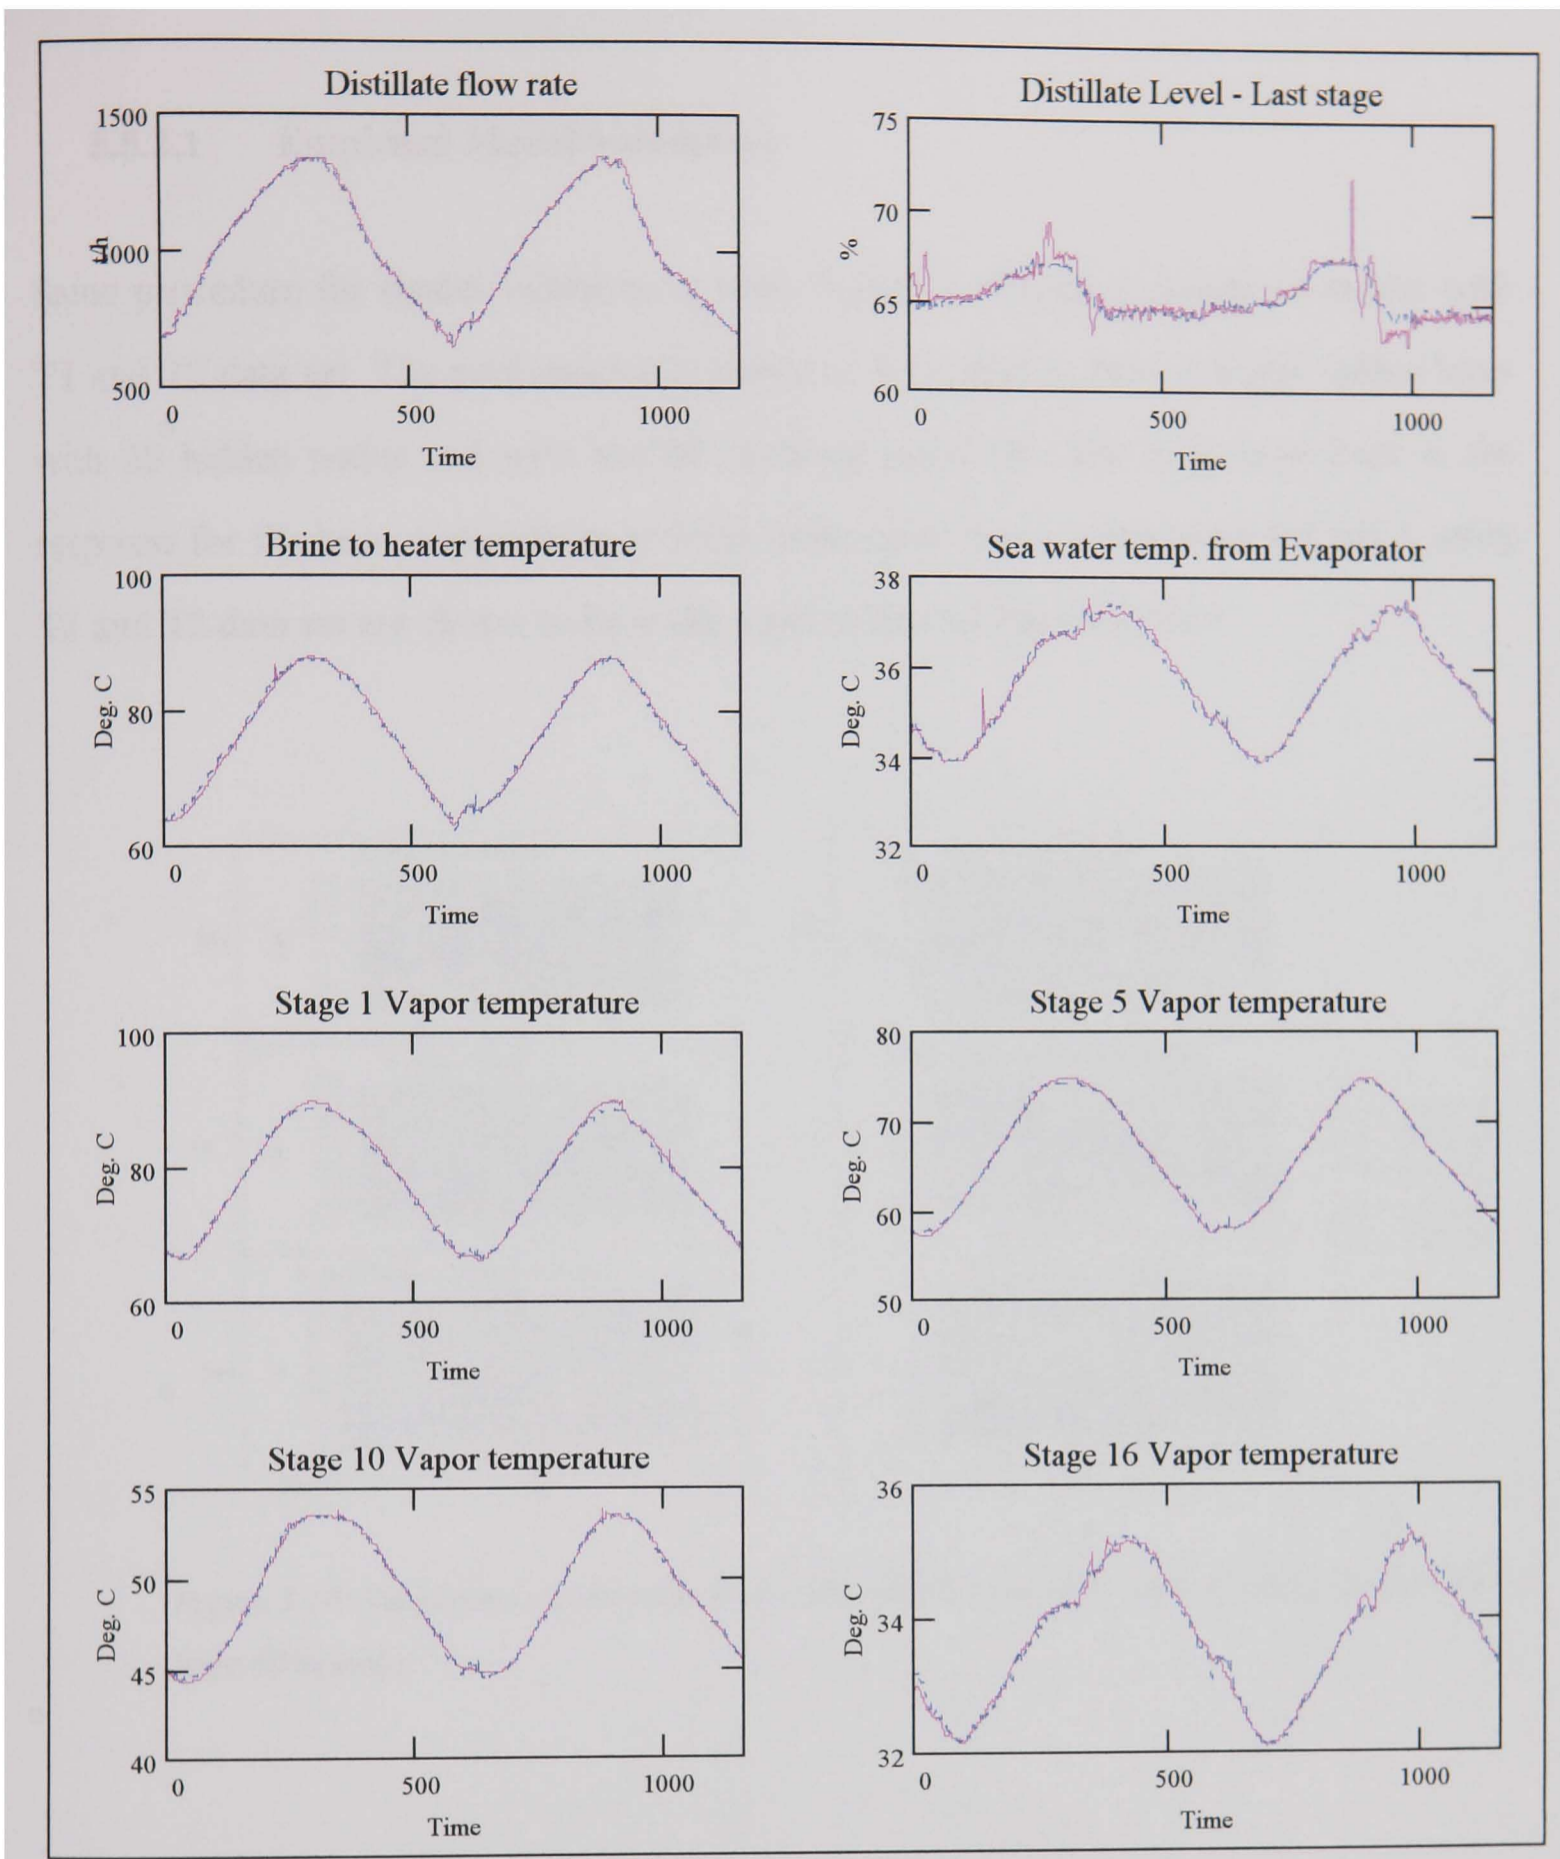 Distillate flow rate
1500
1000
500
t/h
0 500 1000
Time
Distillate Level - Last stage
75
70
65
60
%
0 500 1000
Time
Brine to heater temperature
100
80
60
Deg. C
0 500 1000
Time
Sea water temp. from Evaporator
38
36
34
32
Deg. C
0 500 1000
Time
Stage 1 Vapor temperature
100
80
60
Deg. C
0 500 1000
Time
Stage 5 Vapor temperature
80
70
60
50
Deg. C
0 500 1000
Time
Stage 10 Vapor temperature
55
50
45
40
Deg. C
0 500 1000
Time
Stage 16 Vapor temperature
36
34
32
Deg. C
0 500 1000
Time